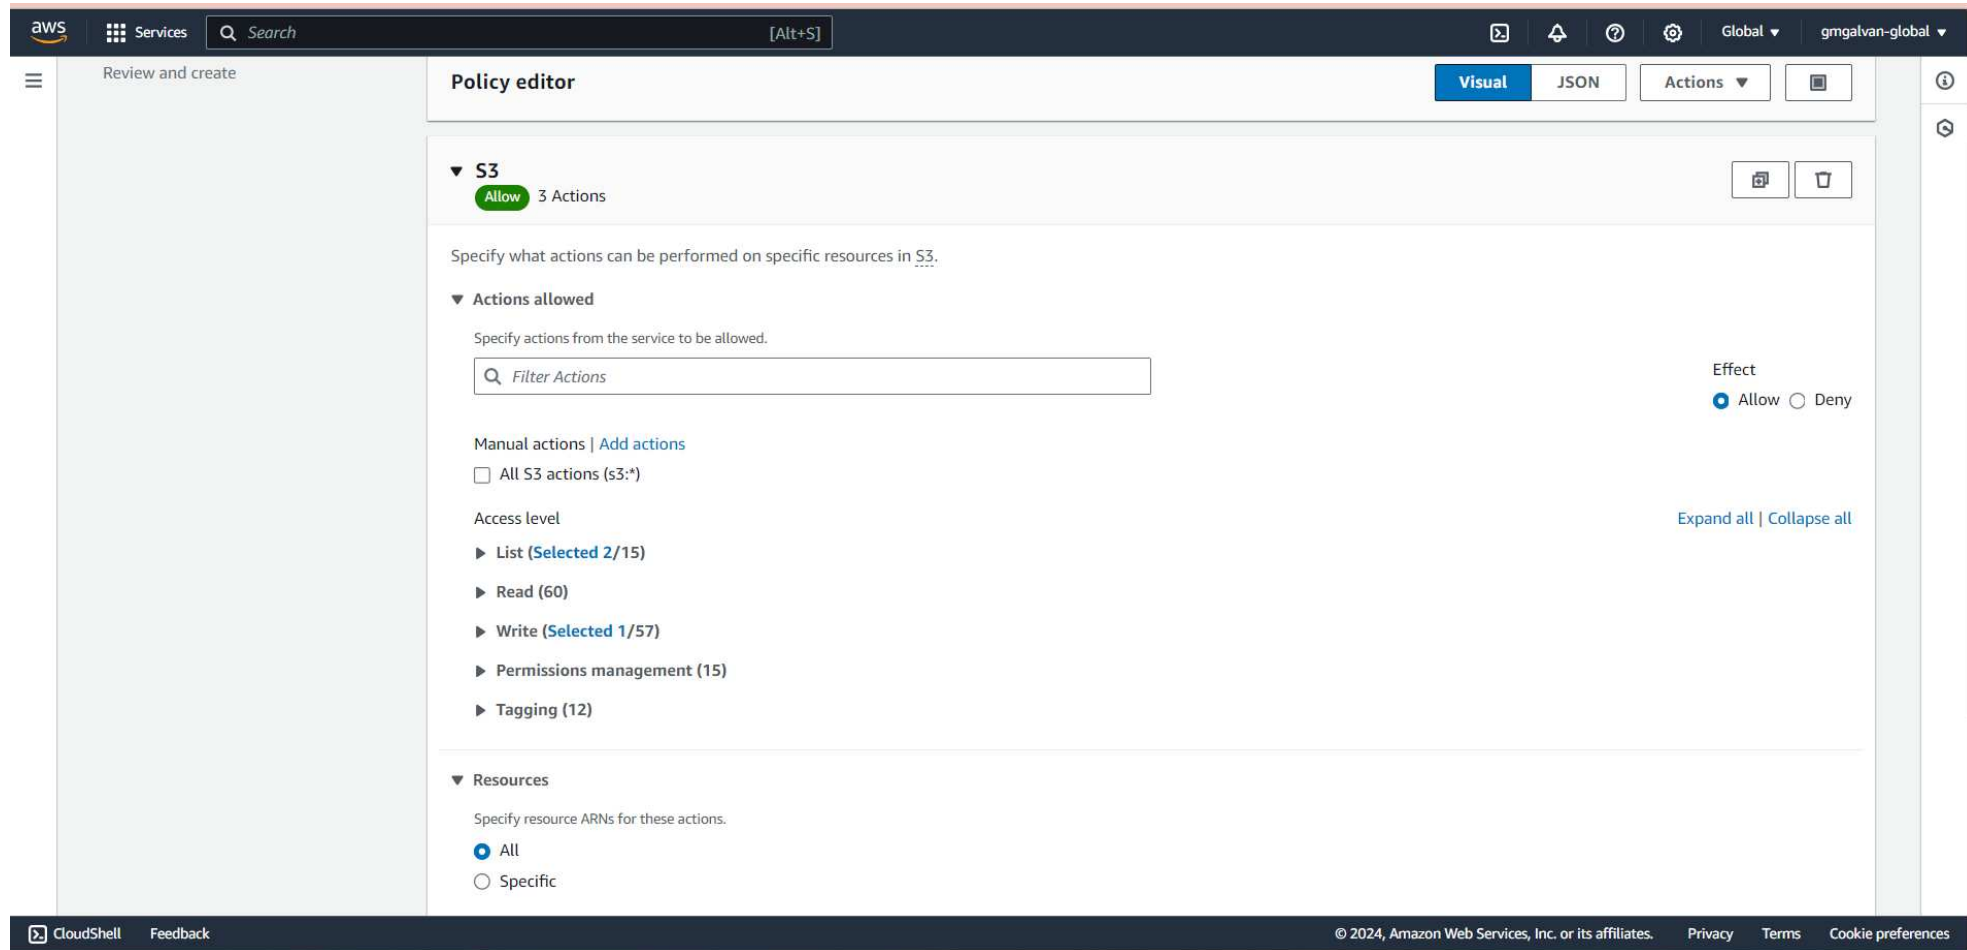 aws
Services
Search
[Alt+S]
Global
gmgalvan-global
Review and create
Policy editor
Visual
JSON
Actions
S3
Allow
3 Actions
Specify what actions can be performed on specific resources in S3.
Actions allowed
Specify actions from the service to be allowed.
Filter Actions
Effect
Allow
Deny
Manual actions | Add actions
All S3 actions (s3:*)
Access level
Expand all | Collapse all
List (Selected 2/15)
Read (60)
Write (Selected 1/57)
Permissions management (15)
Tagging (12)
Resources
Specify resource ARNs for these actions.
All
Specific
CloudShell
Feedback
© 2024, Amazon Web Services, Inc. or its affiliates.
Privacy
Terms
Cookie preferences